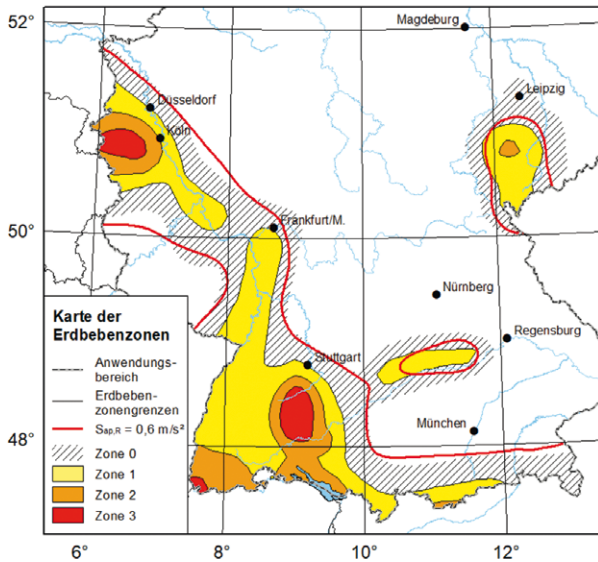 52°
50°
48°
Magdeburg
Leipzig
Düsseldorf
Köln
Frankfurt/M.
Nürnberg
Regensburg
Stuttgart
München
Karte der
Erdbebenzonen
Anwendungs-
bereich
Erdbeben-
zonengrenzen
Sap,R = 0,6 m/s²
Zone 0
Zone 1
Zone 2
Zone 3
6°
8°
10°
12°